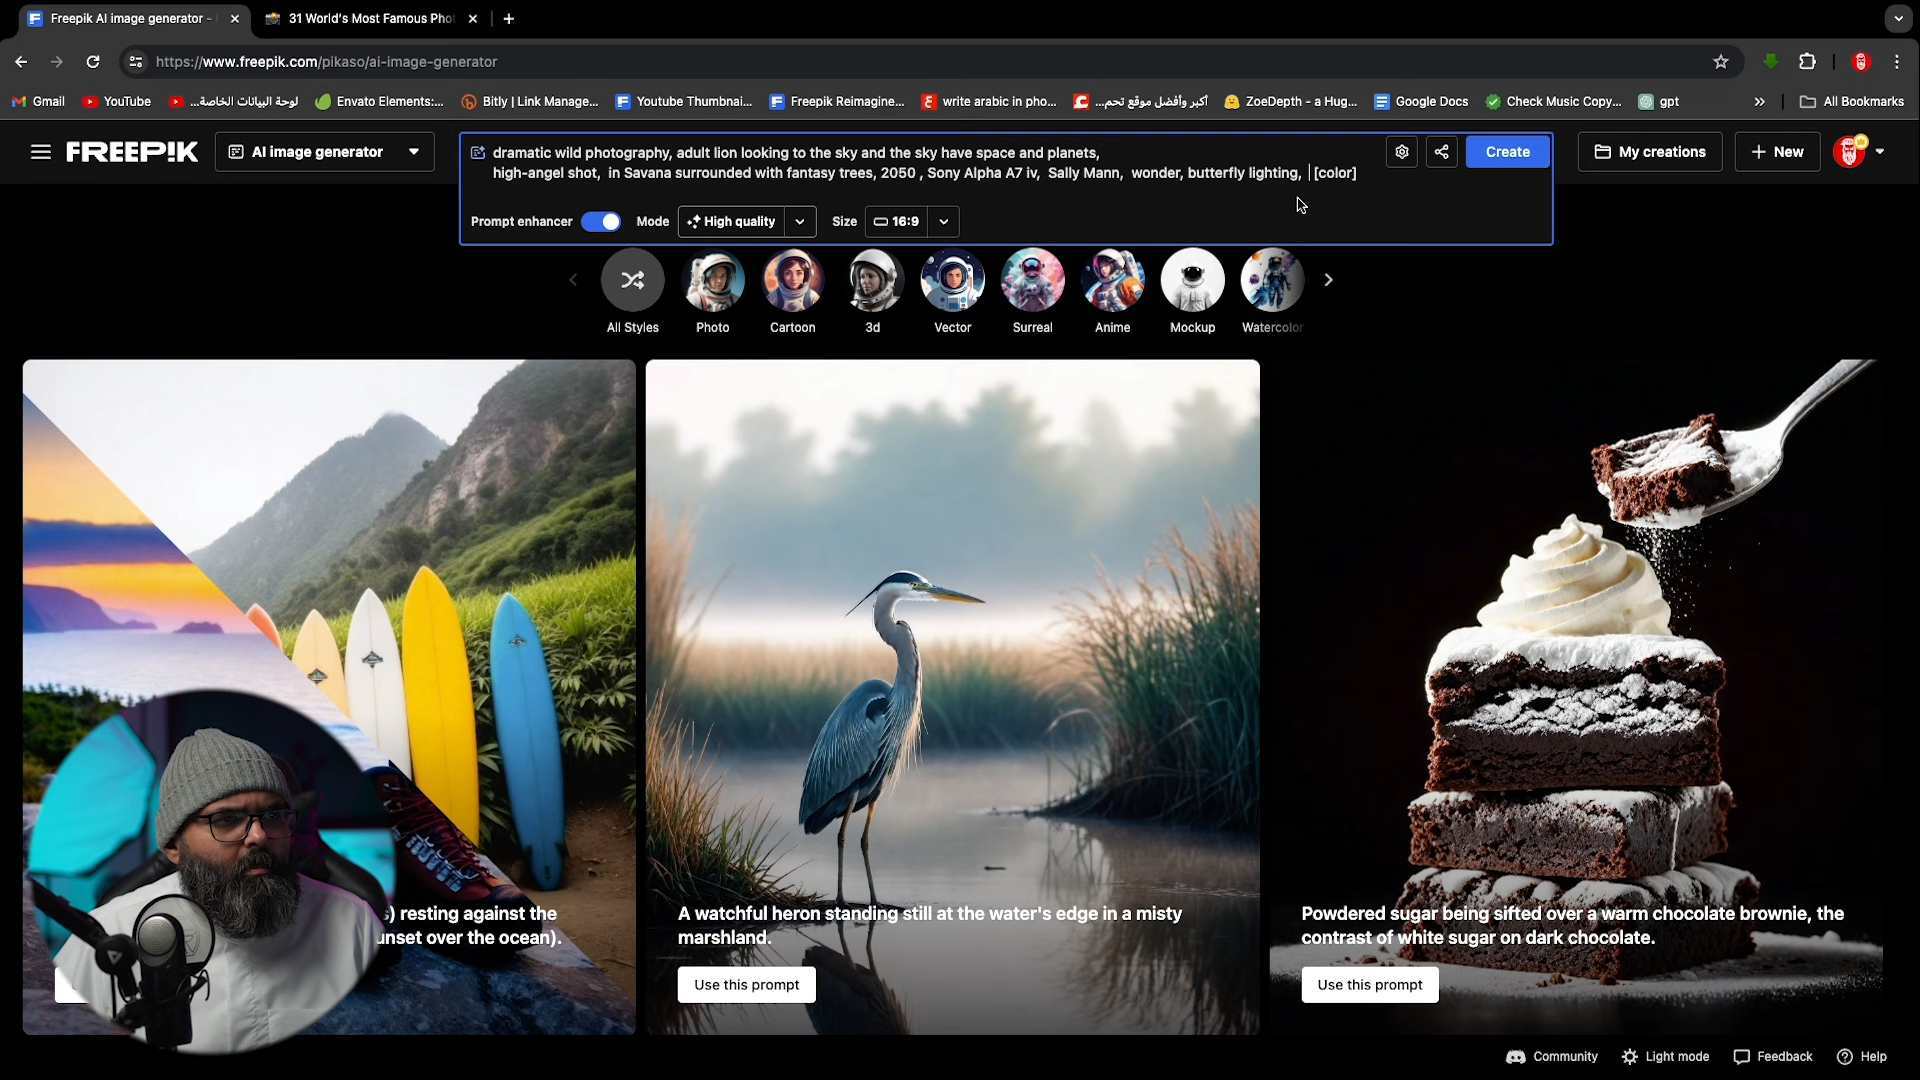 Freepik AI image generator -
31 World's Most Famous Phot
https://www.freepik.com/pikaso/ai-image-generator
Gmail
YouTube
لوحة البيانات الخاصة...
Envato Elements:...
Bitly | Link Manage...
Youtube Thumbnai...
Freepik Reimagine...
write arabic in pho...
أكبر وأفضل موقع تحم...
ZoeDepth - a Hug...
Google Docs
Check Music Copy...
gpt
All Bookmarks
FREEP!K
AI image generator
dramatic wild photography, adult lion looking to the sky and the sky have space and planets,
high-angel shot, in Savana surrounded with fantasy trees, 2050 , Sony Alpha A7 iv, Sally Mann, wonder, butterfly lighting, [color]
Create
My creations
New
Prompt enhancer
Mode
High quality
Size
16:9
All Styles
Photo
Cartoon
3d
Vector
Surreal
Anime
Mockup
Watercolor
s) resting against the
unset over the ocean).
A watchful heron standing still at the water's edge in a misty
marshland.
Use this prompt
Powdered sugar being sifted over a warm chocolate brownie, the
contrast of white sugar on dark chocolate.
Use this prompt
Community
Light mode
Feedback
Help